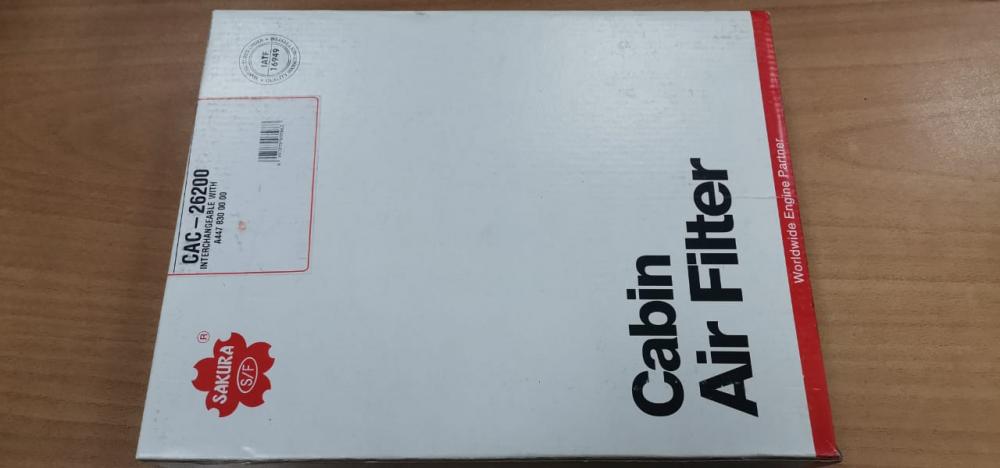 SAKURA
S/F
®
CAC-26200
INTERCHANGEABLE WITH
A447 830 00 00
IATF
16949
Cabin
Air Filter
Worldwide Engine Partner